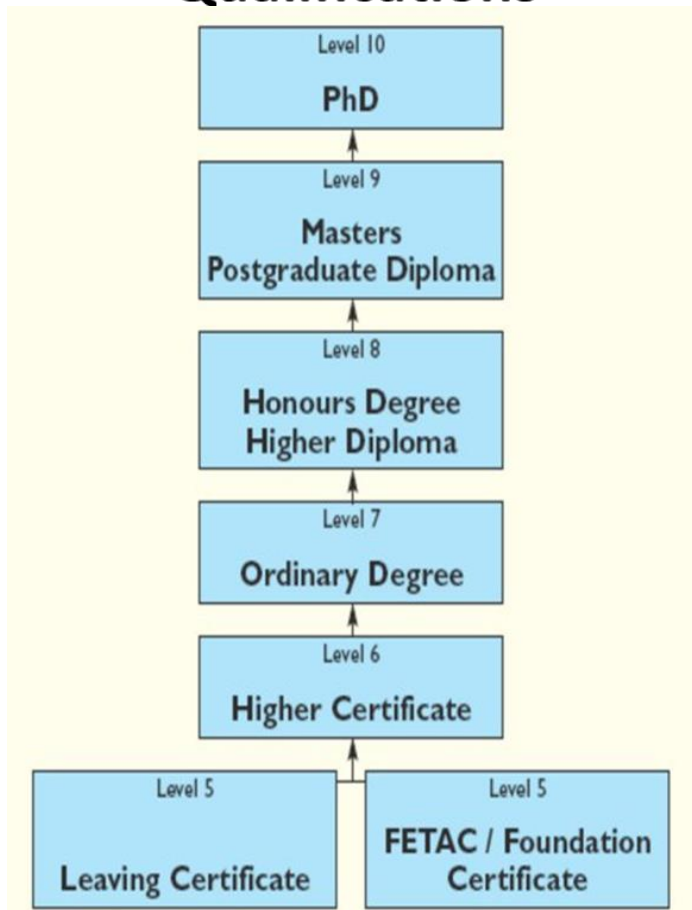 Qualifications
Level 10
PhD
Level 9
Masters
Postgraduate Diploma
Level 8
Honours Degree
Higher Diploma
Level 7
Ordinary Degree
Level 6
Higher Certificate
Level 5
Leaving Certificate
Level 5
FETAC / Foundation
Certificate